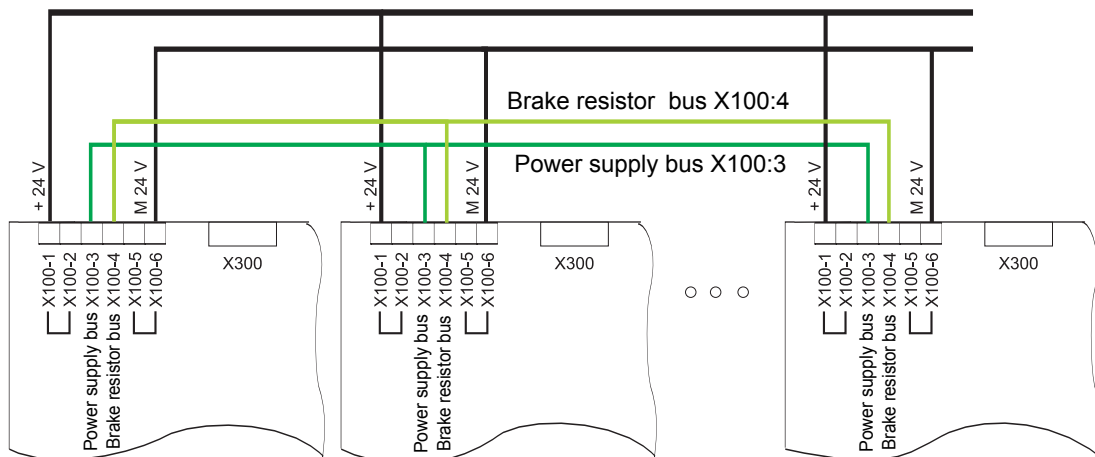 Brake resistor bus X100:4
Power supply bus X100:3
+ 24 V
M 24 V
+ 24 V
M 24 V
+ 24 V
M 24 V
X100-1
X100-2
Power supply bus X100-3
Brake resistor bus X100-4
X100-5
X100-6
X300
X100-1
X100-2
Power supply bus X100-3
Brake resistor bus X100-4
X100-5
X100-6
X300
X100-1
X100-2
Power supply bus X100-3
Brake resistor bus X100-4
X100-5
X100-6
X300